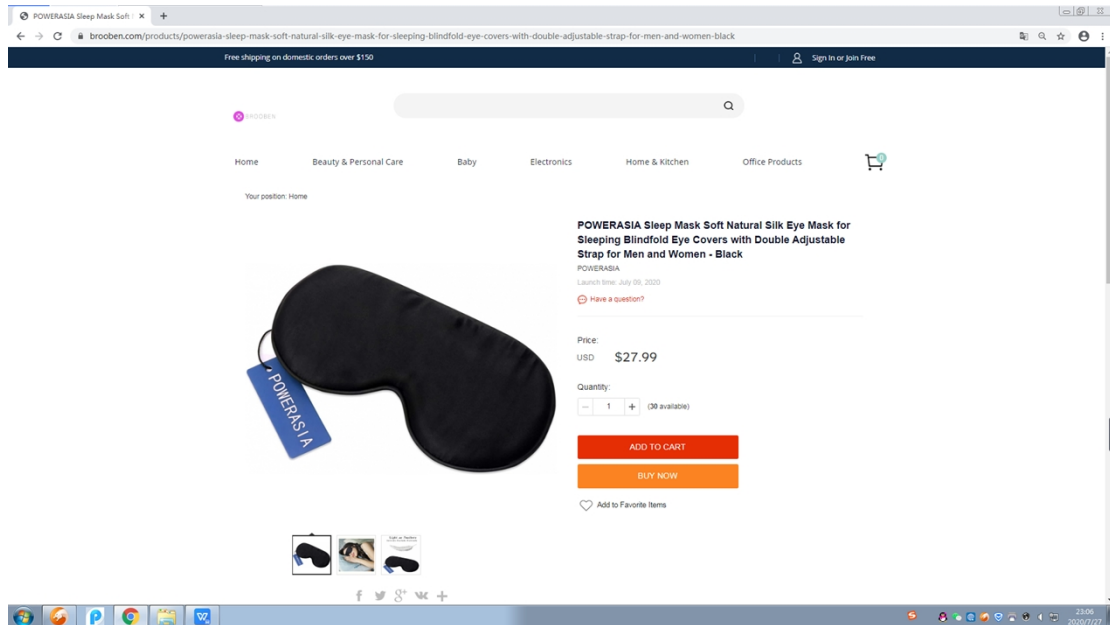 POWERASIA Sleep Mask Soft
brooben.com/products/powerasia-sleep-mask-soft-natural-silk-eye-mask-for-sleeping-blindfold-eye-covers-with-double-adjustable-strap-for-men-and-women-black
Free shipping on domestic orders over $150
Sign In or Join Free
BROOBEN
Home Beauty & Personal Care Baby Electronics Home & Kitchen Office Products
Your position: Home
POWERASIA Sleep Mask Soft Natural Silk Eye Mask for
Sleeping Blindfold Eye Covers with Double Adjustable
Strap for Men and Women - Black
POWERASIA
Launch time: July 09, 2020
Have a question?
Price:
USD $27.99
Quantity:
1 (30 available)
ADD TO CART
BUY NOW
Add to Favorite Items
POWERASIA
23:06
2020/7/27